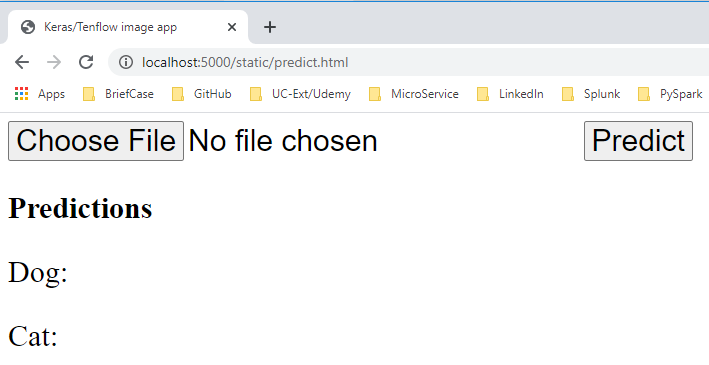 Keras/Tenflow image app
localhost:5000/static/predict.html
Apps BriefCase GitHub UC-Ext/Udemy MicroService LinkedIn Splunk PySpark
Choose File No file chosen Predict
Predictions
Dog:
Cat: